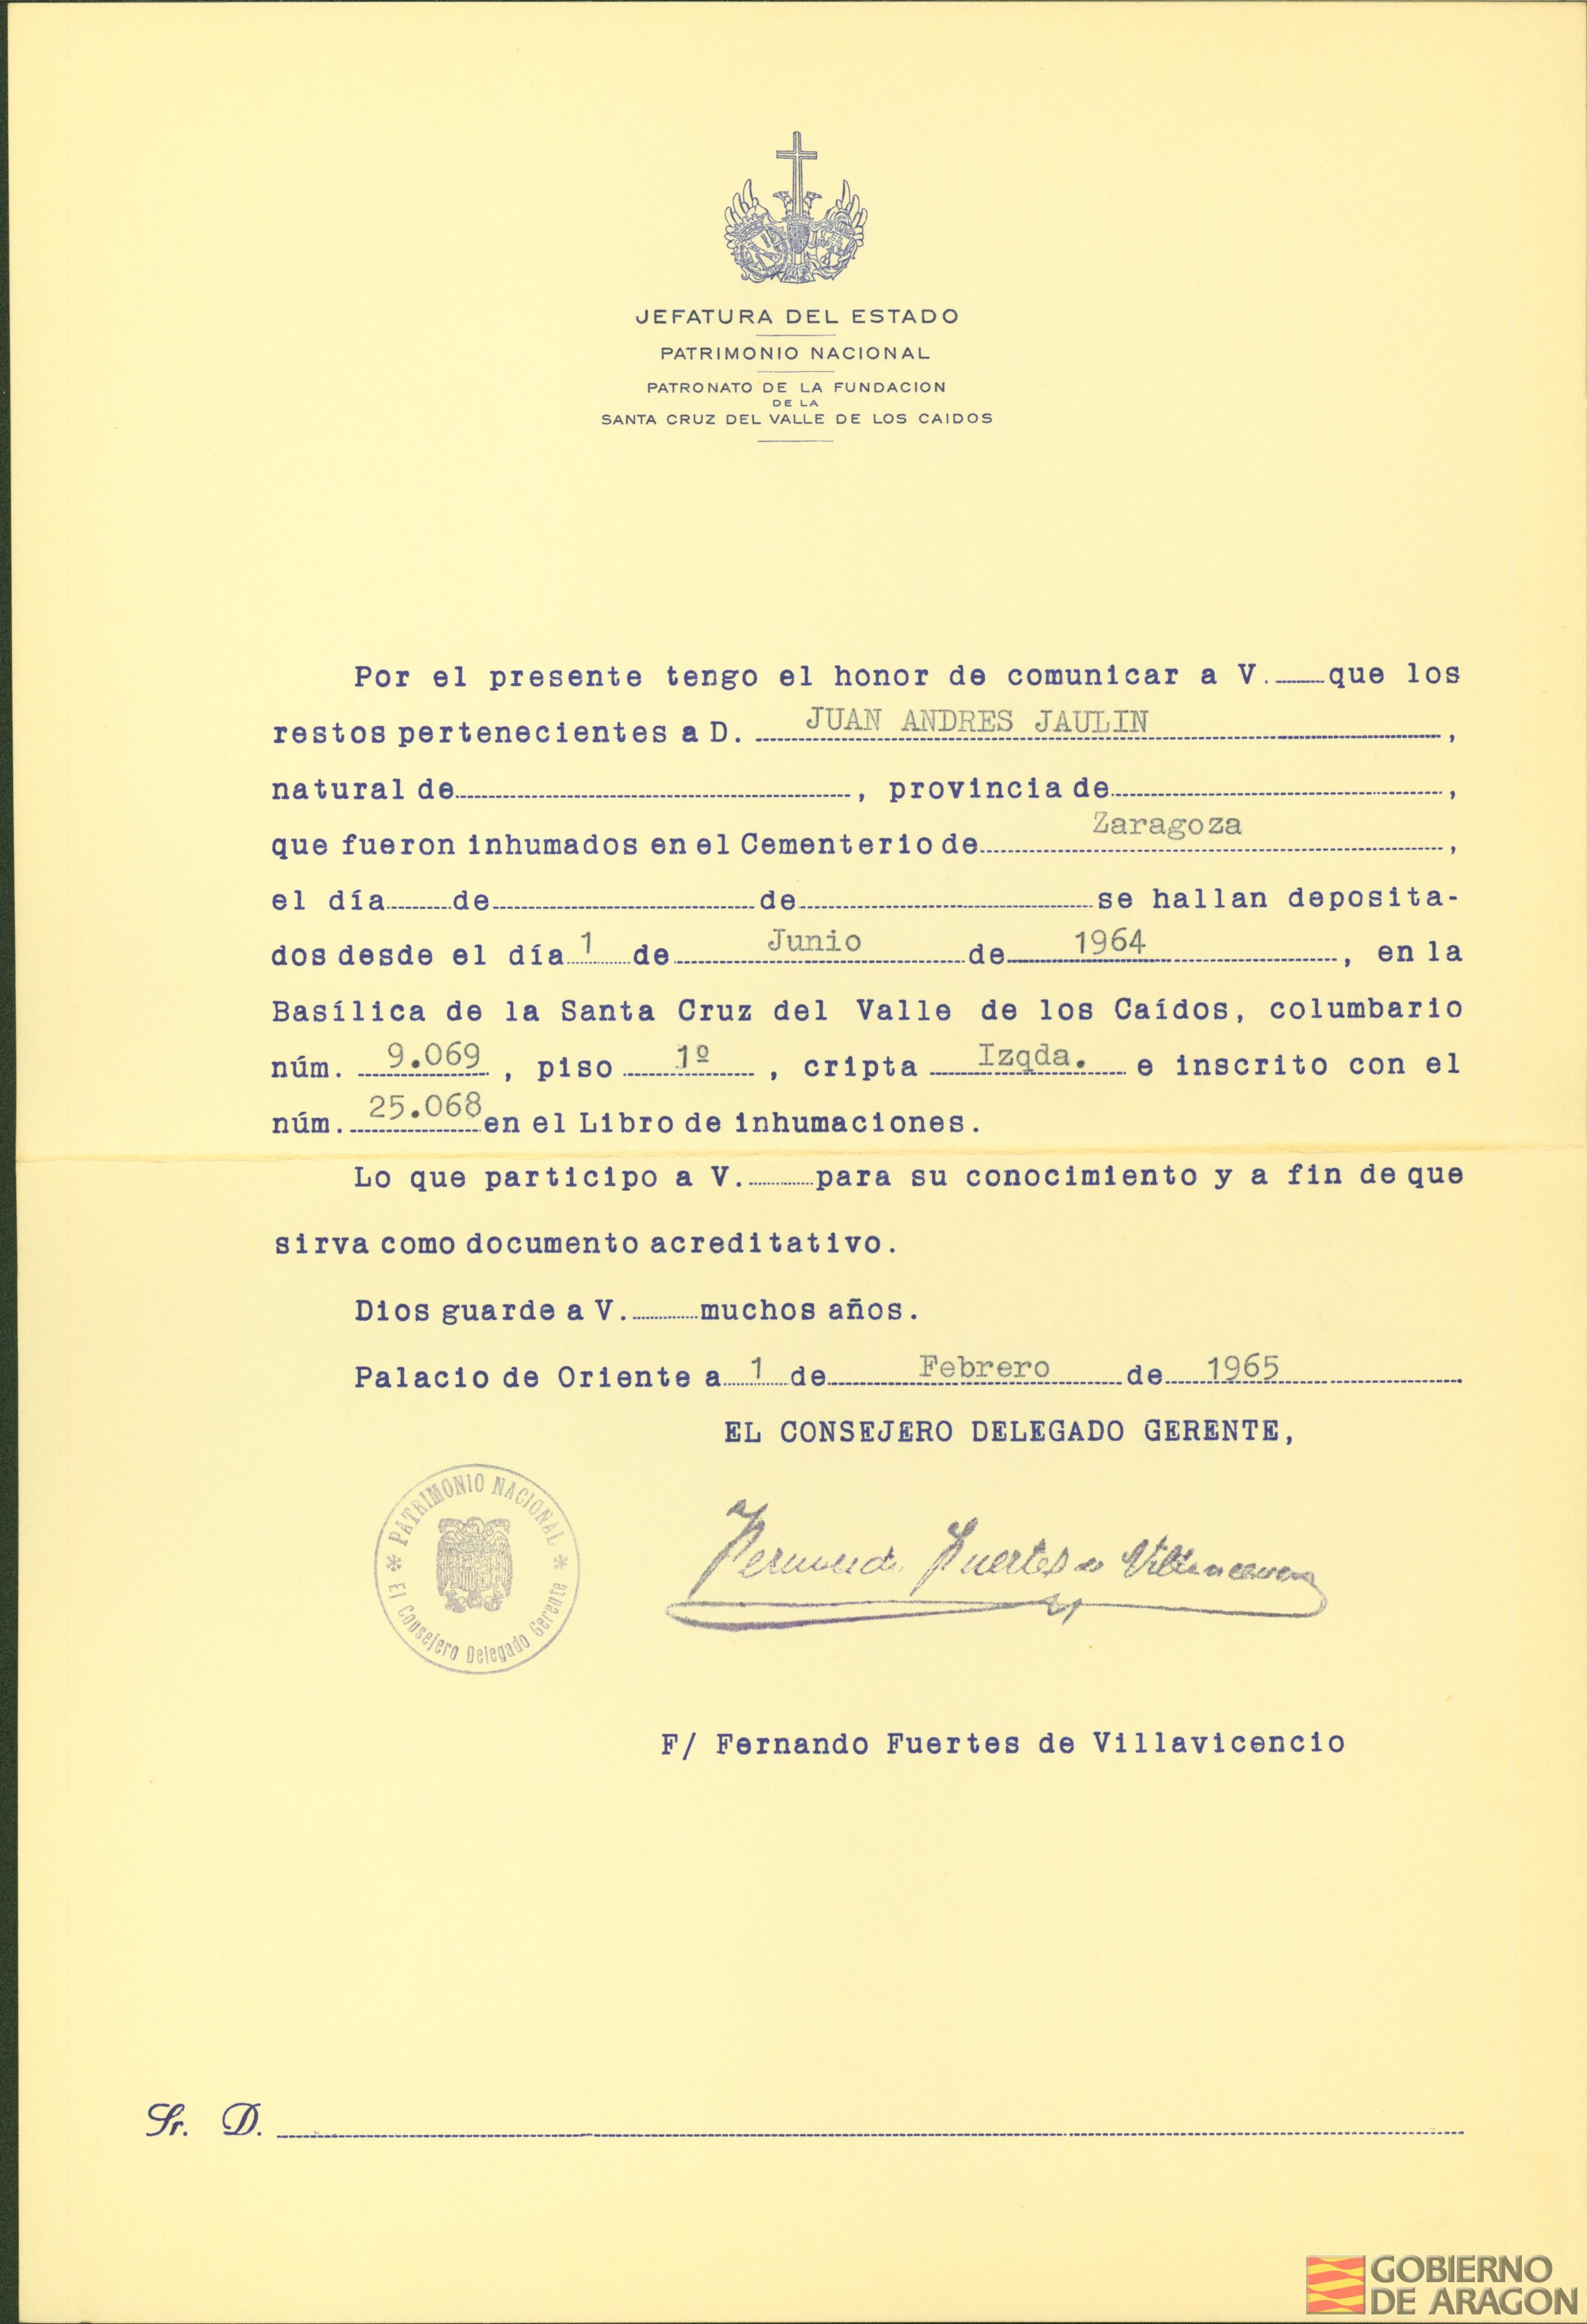 JEFATURA DEL ESTADO
PATRIMONIO NACIONAL
PATRONATO DE LA FUNDACION
DE LA
SANTA CRUZ DEL VALLE DE LOS CAIDOS
Por el presente tengo el honor de comunicar a V. que los
restos pertenecientes a D. JUAN ANDRES JAULIN,
natural de, provincia de,
que fueron inhumados en el Cementerio de Zaragoza,
el día de de se hallan deposita-
dos desde el día 1 de Junio de 1964, en la
Basílica de la Santa Cruz del Valle de los Caídos, columbario
núm. 9.069, piso 1º, cripta Izqda. e inscrito con el
núm. 25.068 en el Libro de inhumaciones.
Lo que participo a V. para su conocimiento y a fin de que
sirva como documento acreditativo.
Dios guarde a V. muchos años.
Palacio de Oriente a 1 de Febrero de 1965
EL CONSEJERO DELEGADO GERENTE,
* PATRIMONIO NACIONAL *
El Consejero Delegado Gerente
Fernando Fuertes de Villavicencio
F/ Fernando Fuertes de Villavicencio
Sr. D.
GOBIERNO
DE ARAGON